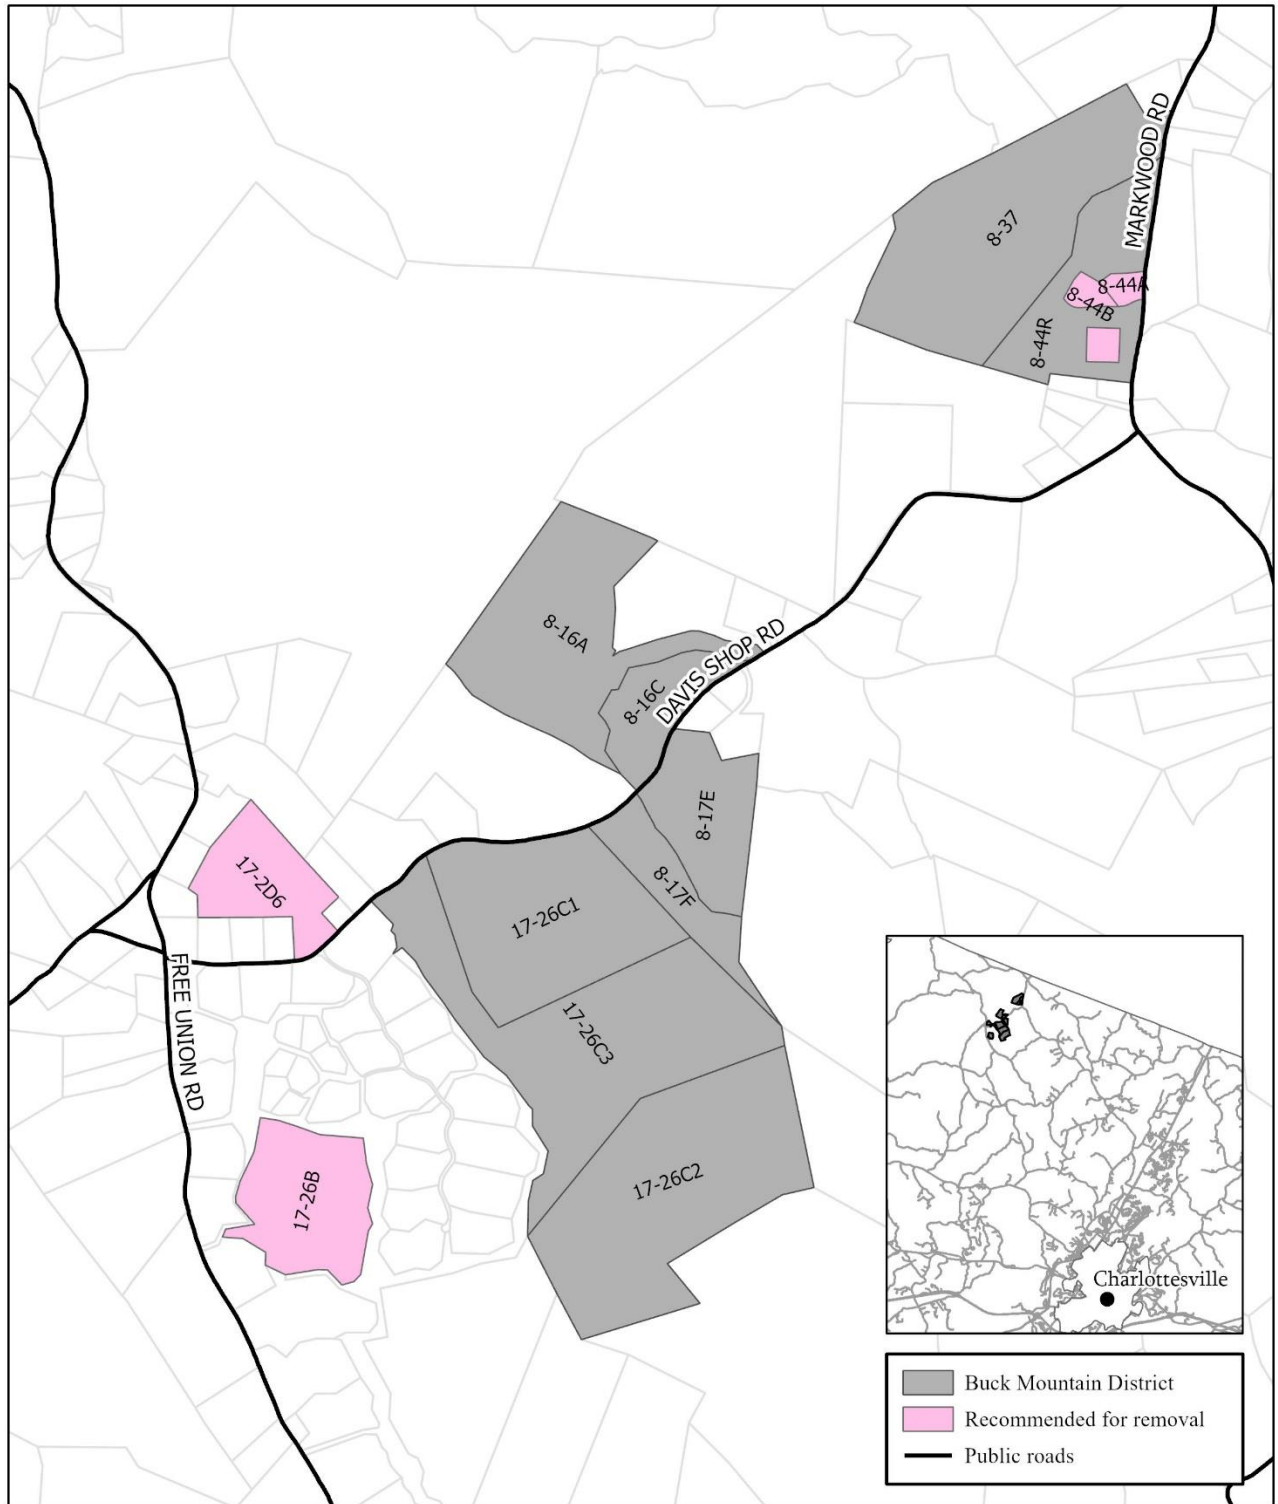 MARKWOOD RD
8-37
8-44A
8-44B
8-44R
8-16A
8-16C
DAVIS SHOP RD
8-17E
8-17F
17-2D6
17-26C1
FREE UNION RD
17-26C3
17-26B
17-26C2
Charlottesville
Buck Mountain District
Recommended for removal
Public roads